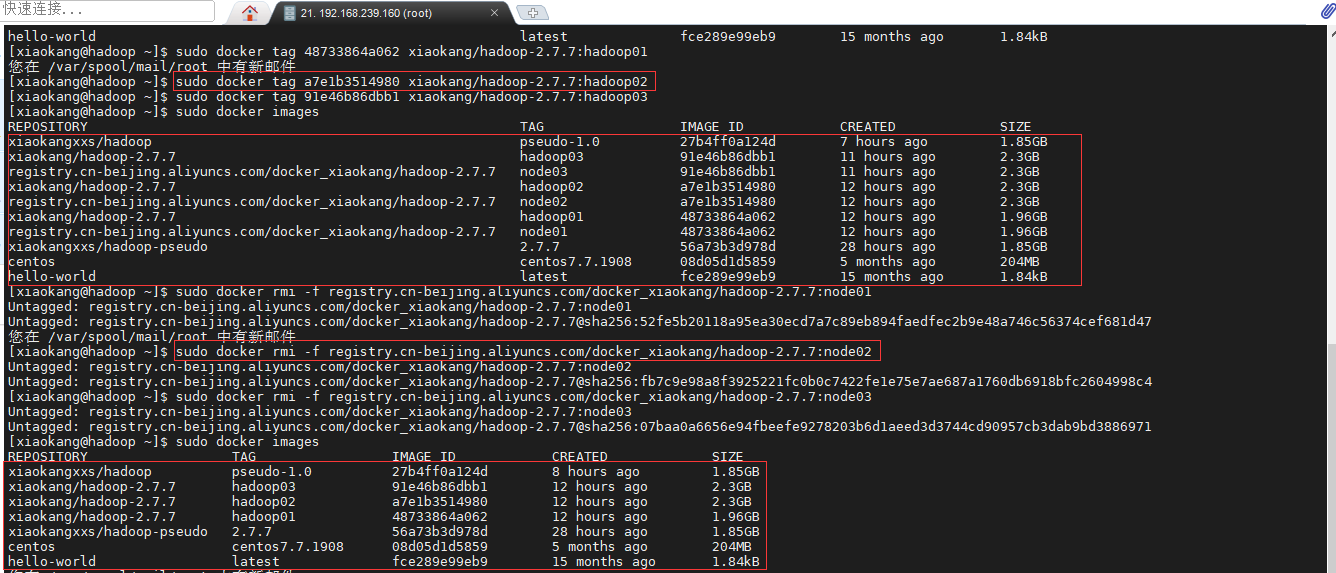 快速连接...
21. 192.168.239.160 (root)
hello-world latest fce289e99eb9 15 months ago 1.84kB
[xiaokang@hadoop ~]$ sudo docker tag 48733864a062 xiaokang/hadoop-2.7.7:hadoop01
您在 /var/spool/mail/root 中有新邮件
[xiaokang@hadoop ~]$ sudo docker tag a7e1b3514980 xiaokang/hadoop-2.7.7:hadoop02
[xiaokang@hadoop ~]$ sudo docker tag 91e46b86dbb1 xiaokang/hadoop-2.7.7:hadoop03
[xiaokang@hadoop ~]$ sudo docker images
REPOSITORY TAG IMAGE ID CREATED SIZE
xiaokangxxs/hadoop pseudo-1.0 27b4ff0a124d 7 hours ago 1.85GB
xiaokang/hadoop-2.7.7 hadoop03 91e46b86dbb1 11 hours ago 2.3GB
registry.cn-beijing.aliyuncs.com/docker_xiaokang/hadoop-2.7.7 node03 91e46b86dbb1 11 hours ago 2.3GB
xiaokang/hadoop-2.7.7 hadoop02 a7e1b3514980 12 hours ago 2.3GB
registry.cn-beijing.aliyuncs.com/docker_xiaokang/hadoop-2.7.7 node02 a7e1b3514980 12 hours ago 2.3GB
xiaokang/hadoop-2.7.7 hadoop01 48733864a062 12 hours ago 1.96GB
registry.cn-beijing.aliyuncs.com/docker_xiaokang/hadoop-2.7.7 node01 48733864a062 12 hours ago 1.96GB
xiaokangxxs/hadoop-pseudo 2.7.7 56a73b3d978d 28 hours ago 1.85GB
centos centos7.7.1908 08d05d1d5859 5 months ago 204MB
hello-world latest fce289e99eb9 15 months ago 1.84kB
[xiaokang@hadoop ~]$ sudo docker rmi -f registry.cn-beijing.aliyuncs.com/docker_xiaokang/hadoop-2.7.7:node01
Untagged: registry.cn-beijing.aliyuncs.com/docker_xiaokang/hadoop-2.7.7:node01
Untagged: registry.cn-beijing.aliyuncs.com/docker_xiaokang/hadoop-2.7.7@sha256:52fe5b20118a95ea30ecd7a7c89eb894faedfec2b9e48a746c56374cef681d47
您在 /var/spool/mail/root 中有新邮件
[xiaokang@hadoop ~]$ sudo docker rmi -f registry.cn-beijing.aliyuncs.com/docker_xiaokang/hadoop-2.7.7:node02
Untagged: registry.cn-beijing.aliyuncs.com/docker_xiaokang/hadoop-2.7.7:node02
Untagged: registry.cn-beijing.aliyuncs.com/docker_xiaokang/hadoop-2.7.7@sha256:fb7c9e98a8f3925221fc0b0c7422fe1e75e7ae687a1760db6918bfc2604998c4
[xiaokang@hadoop ~]$ sudo docker rmi -f registry.cn-beijing.aliyuncs.com/docker_xiaokang/hadoop-2.7.7:node03
Untagged: registry.cn-beijing.aliyuncs.com/docker_xiaokang/hadoop-2.7.7:node03
Untagged: registry.cn-beijing.aliyuncs.com/docker_xiaokang/hadoop-2.7.7@sha256:07baa0a6656e94fbeefe9278203b6d1aeed3d3744cd90957cb3dab9bd3886971
[xiaokang@hadoop ~]$ sudo docker images
REPOSITORY TAG IMAGE ID CREATED SIZE
xiaokangxxs/hadoop pseudo-1.0 27b4ff0a124d 8 hours ago 1.85GB
xiaokang/hadoop-2.7.7 hadoop03 91e46b86dbb1 12 hours ago 2.3GB
xiaokang/hadoop-2.7.7 hadoop02 a7e1b3514980 12 hours ago 2.3GB
xiaokang/hadoop-2.7.7 hadoop01 48733864a062 12 hours ago 1.96GB
xiaokangxxs/hadoop-pseudo 2.7.7 56a73b3d978d 28 hours ago 1.85GB
centos centos7.7.1908 08d05d1d5859 5 months ago 204MB
hello-world latest fce289e99eb9 15 months ago 1.84kB